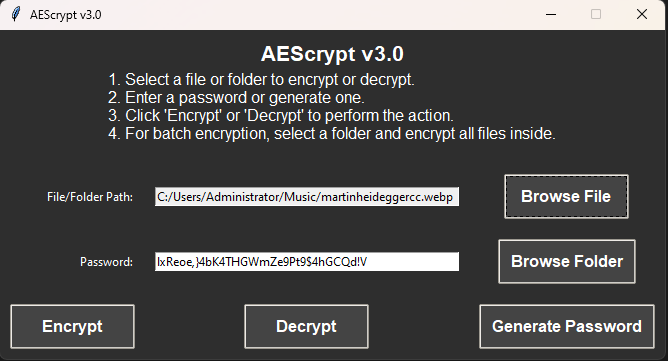 AEScrypt v3.0
AEScrypt v3.0
1. Select a file or folder to encrypt or decrypt.
2. Enter a password or generate one.
3. Click 'Encrypt' or 'Decrypt' to perform the action.
4. For batch encryption, select a folder and encrypt all files inside.
File/Folder Path: C:/Users/Administrator/Music/martinheideggercc.webp Browse File
Password: lxReoe,}4bK4THGWmZe9Pt9$4hGCQd!V Browse Folder
Encrypt Decrypt Generate Password